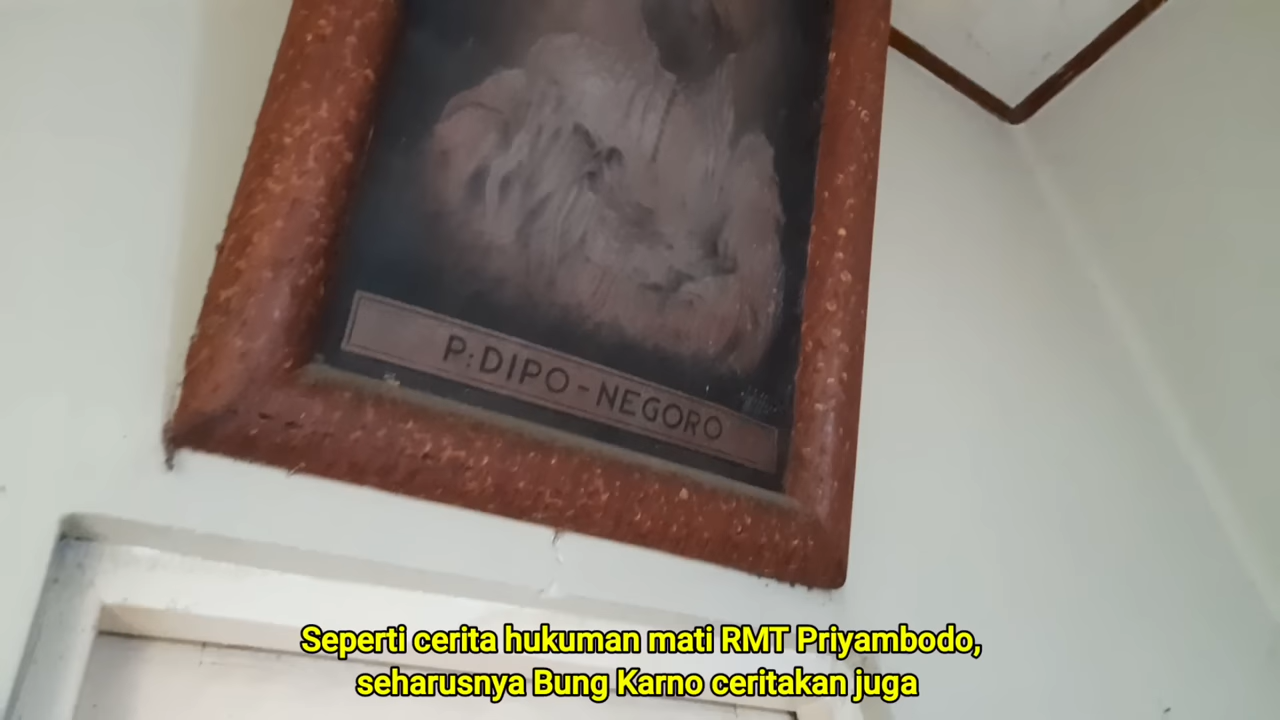 P: DIPO - NEGORO
Seperti cerita hukuman mati RMT Priyambodo,
seharusnya Bung Karno ceritakan juga